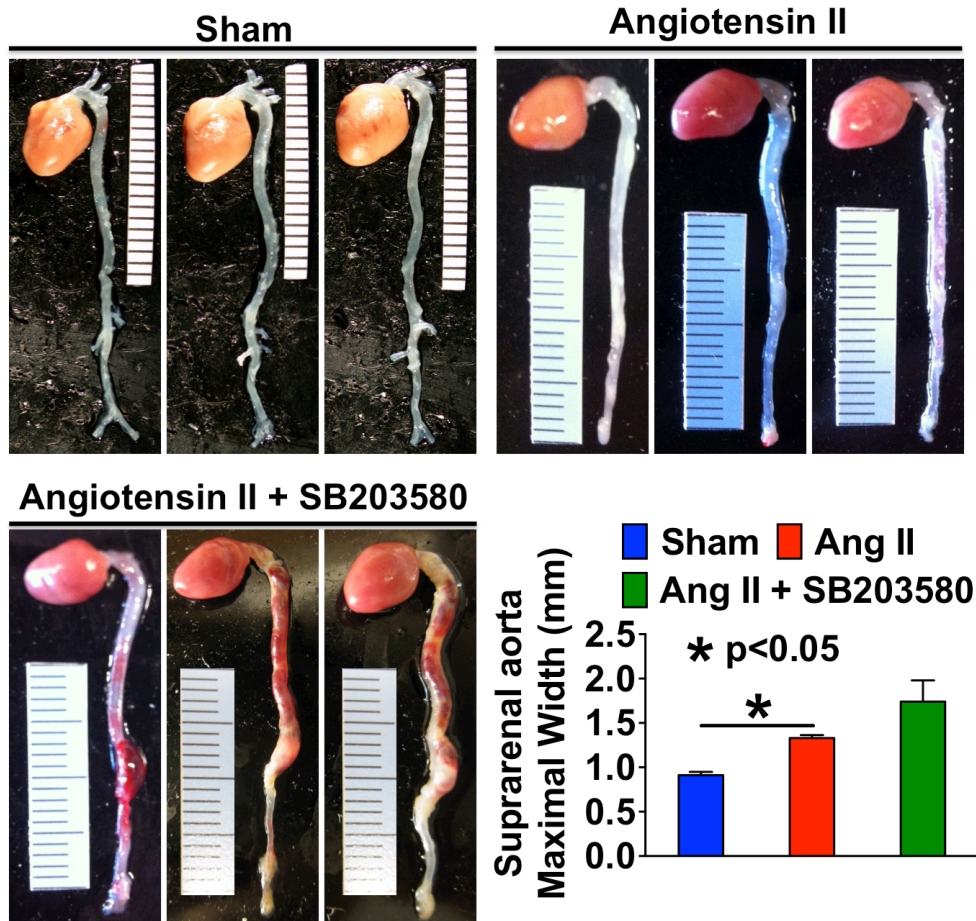 Sham
Angiotensin II
Angiotensin II + SB203580
Sham Ang II
Ang II + SB203580
Suprarenal aorta
Maximal Width (mm)
2.5
2.0
1.5
1.0
0.5
0.0
* p<0.05
*